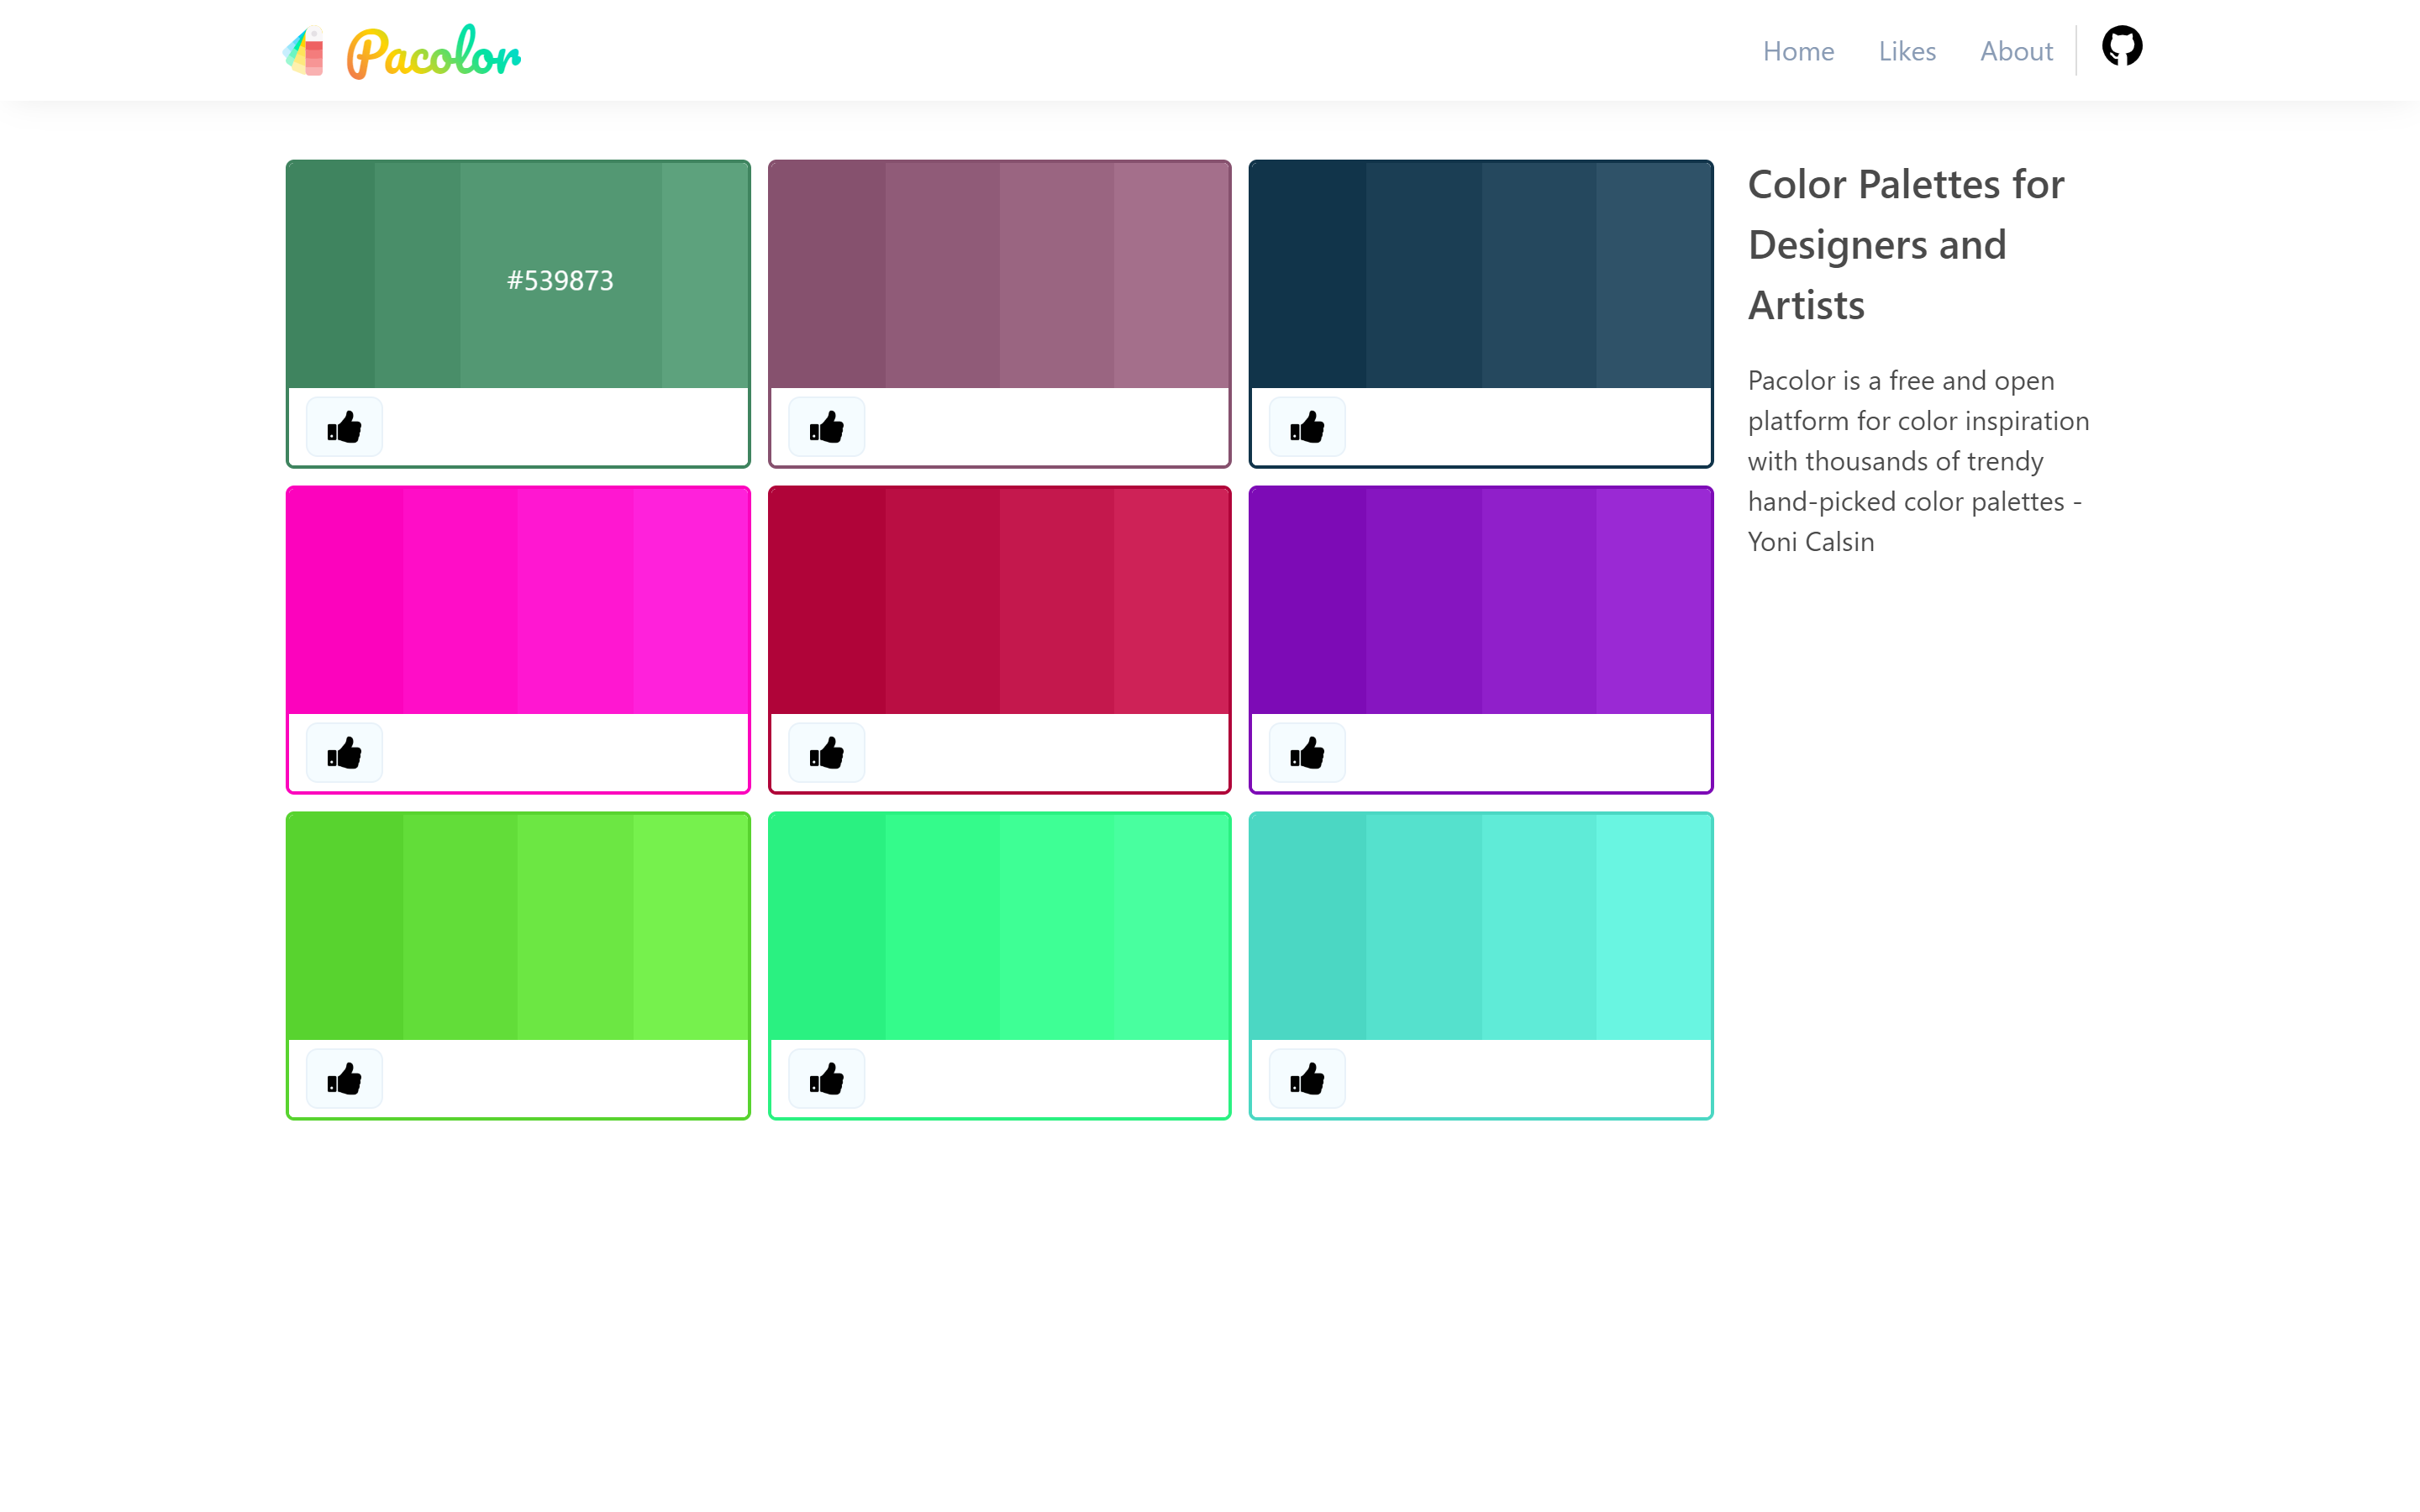 Pacolor
Home Likes About
#539873
Color Palettes for
Designers and
Artists
Pacolor is a free and open
platform for color inspiration
with thousands of trendy
hand-picked color palettes -
Yoni Calsin